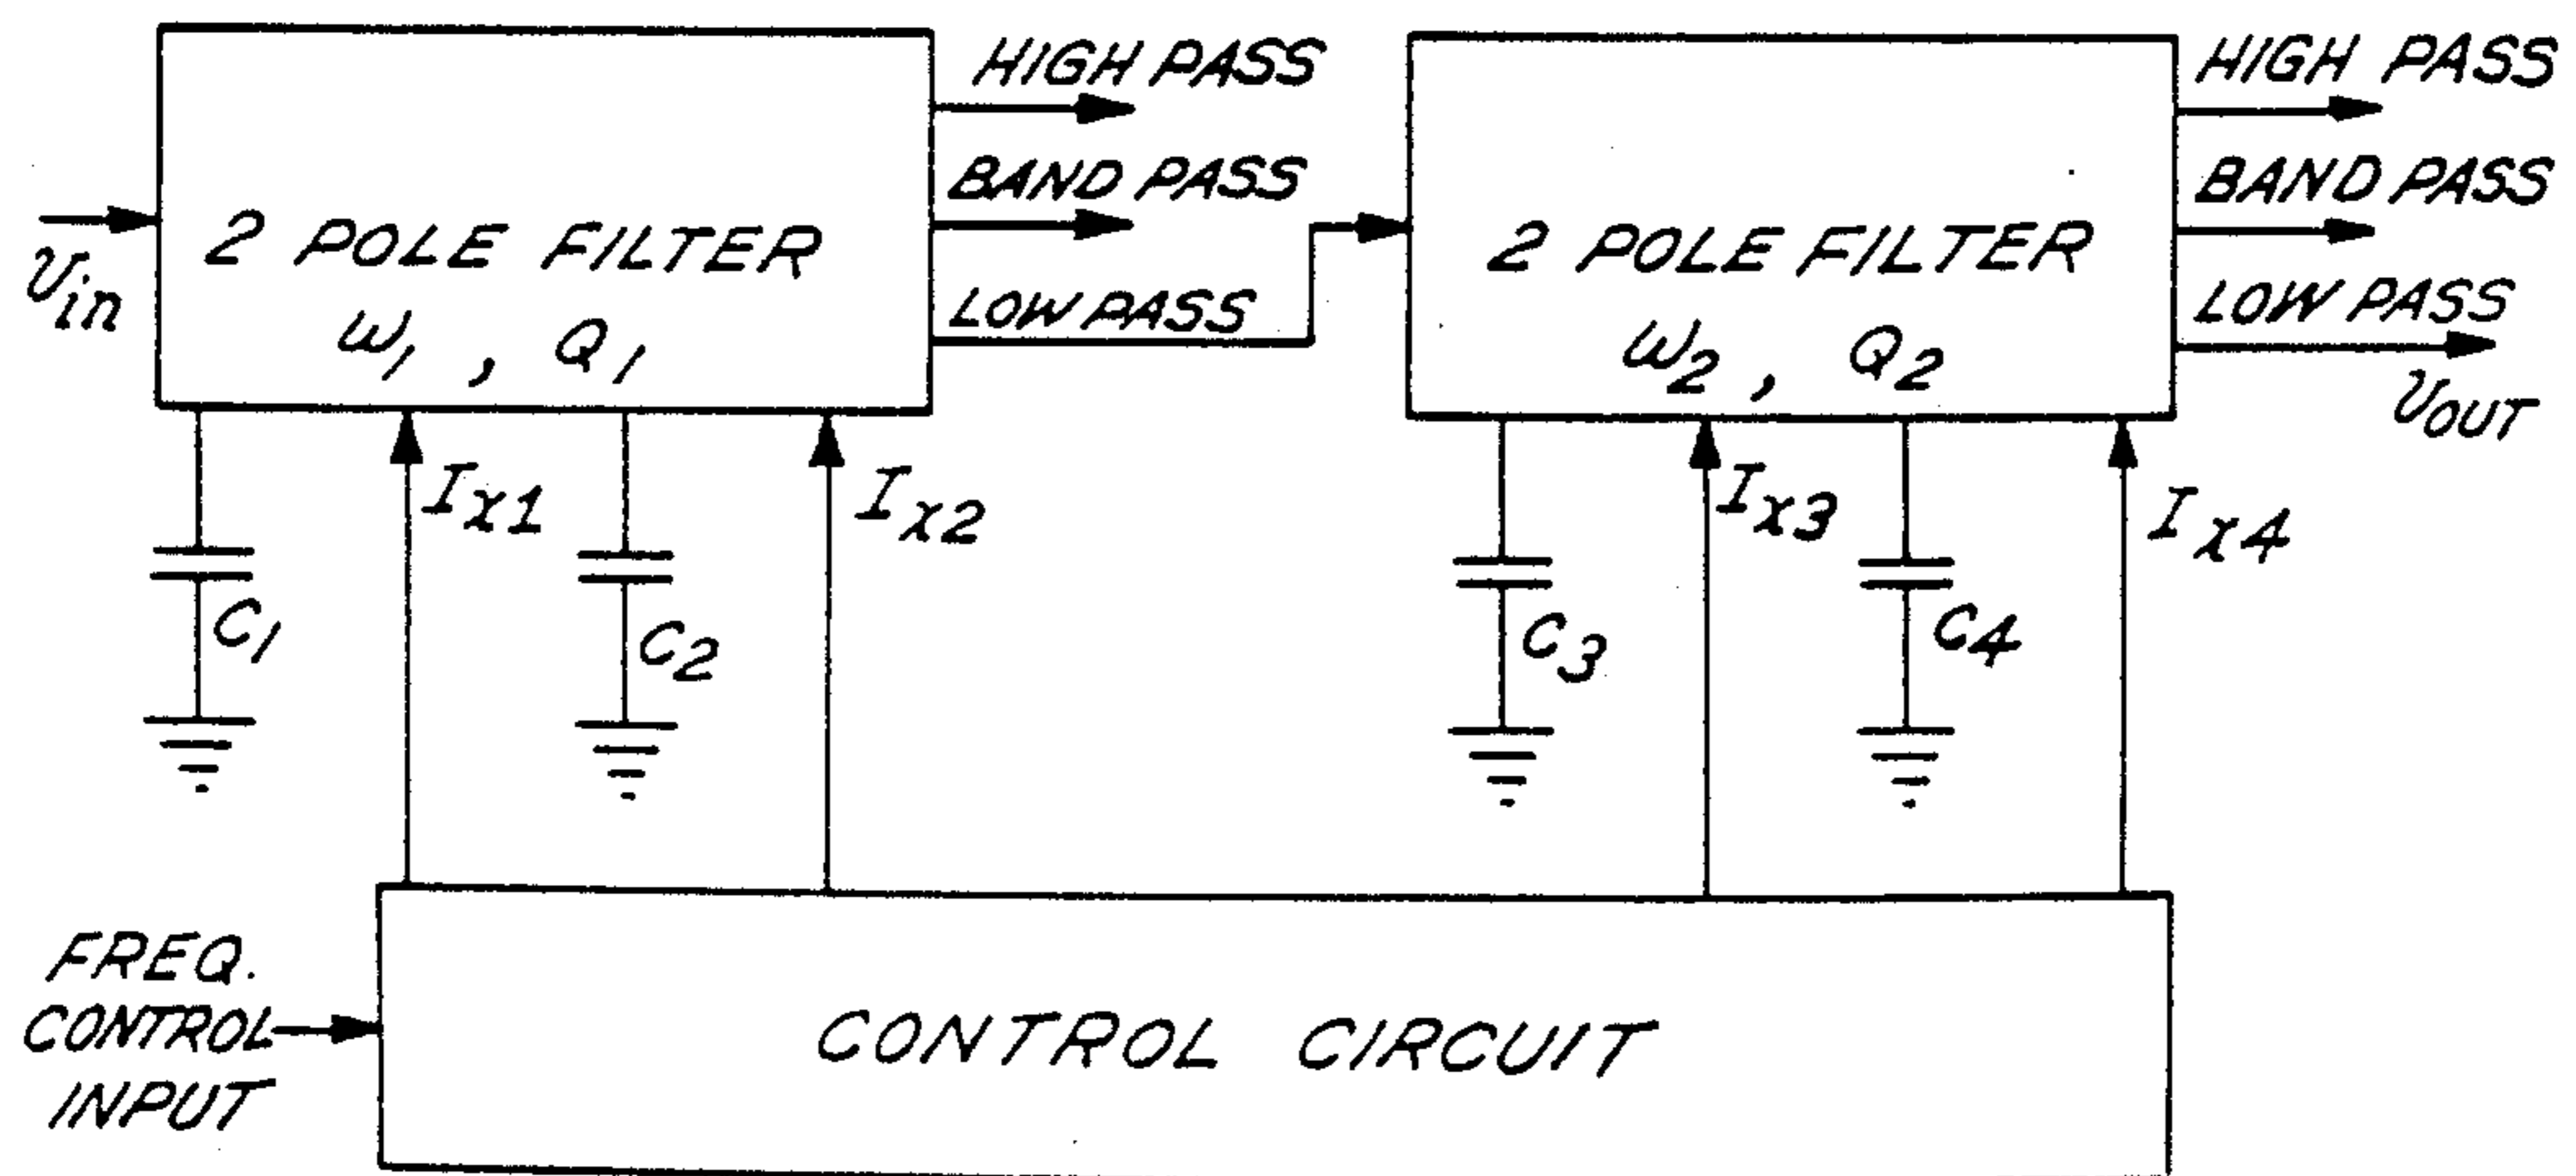 HIGH PASS
BAND PASS
LOW PASS
Vin
2 POLE FILTER
ω1, Q1
HIGH PASS
BAND PASS
LOW PASS
VOUT
2 POLE FILTER
ω2, Q2
C1
Ix1
C2
Ix2
C3
Ix3
C4
Ix4
FREQ.
CONTROL
INPUT
CONTROL CIRCUIT